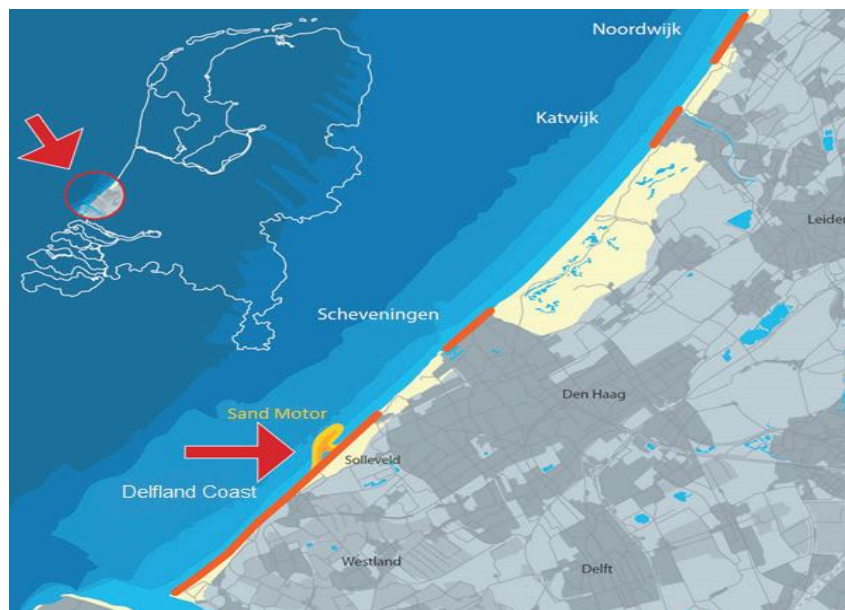 Noordwijk
Katwijk
Leiden
Scheveningen
Den Haag
Sand Motor
Solleveld
Delfland Coast
Westland
Delft